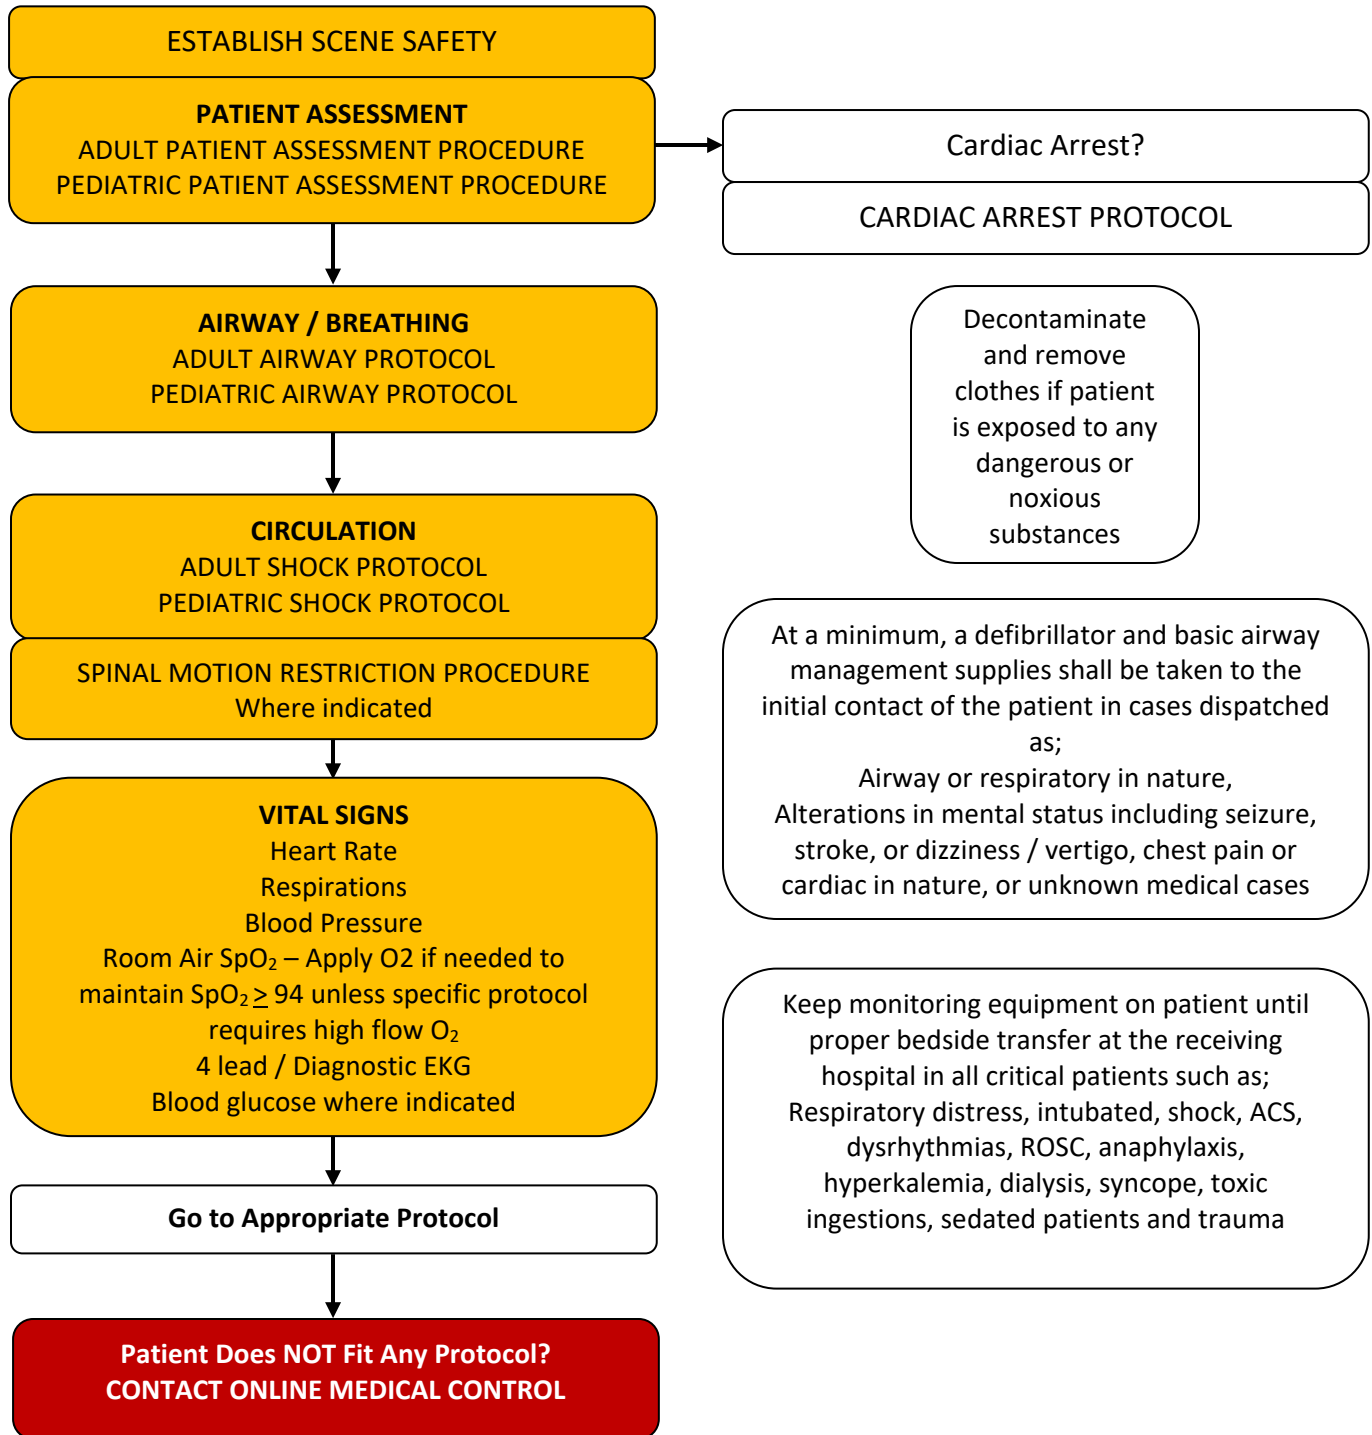 ESTABLISH SCENE SAFETY
PATIENT ASSESSMENT
ADULT PATIENT ASSESSMENT PROCEDURE
PEDIATRIC PATIENT ASSESSMENT PROCEDURE
Cardiac Arrest?
CARDIAC ARREST PROTOCOL
AIRWAY / BREATHING
ADULT AIRWAY PROTOCOL
PEDIATRIC AIRWAY PROTOCOL
Decontaminate
and remove
clothes if patient
is exposed to any
dangerous or
noxious
substances
CIRCULATION
ADULT SHOCK PROTOCOL
PEDIATRIC SHOCK PROTOCOL
SPINAL MOTION RESTRICTION PROCEDURE
Where indicated
At a minimum, a defibrillator and basic airway
management supplies shall be taken to the
initial contact of the patient in cases dispatched
as;
Airway or respiratory in nature,
Alterations in mental status including seizure,
stroke, or dizziness / vertigo, chest pain or
cardiac in nature, or unknown medical cases
VITAL SIGNS
Heart Rate
Respirations
Blood Pressure
Room Air SpO₂ – Apply O2 if needed to
maintain SpO₂ ≥ 94 unless specific protocol
requires high flow O₂
4 lead / Diagnostic EKG
Blood glucose where indicated
Keep monitoring equipment on patient until
proper bedside transfer at the receiving
hospital in all critical patients such as;
Respiratory distress, intubated, shock, ACS,
dysrhythmias, ROSC, anaphylaxis,
hyperkalemia, dialysis, syncope, toxic
ingestions, sedated patients and trauma
Go to Appropriate Protocol
Patient Does NOT Fit Any Protocol?
CONTACT ONLINE MEDICAL CONTROL